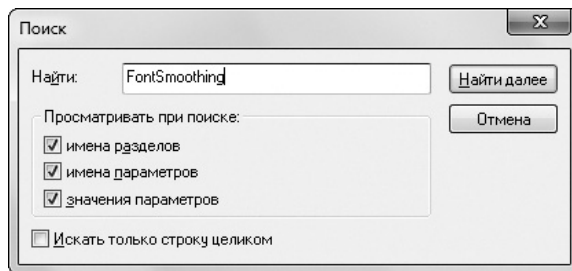 Поиск
Найти: FontSmoothing Найти далее
Просматривать при поиске: Отмена
имена разделов
имена параметров
значения параметров
Искать только строку целиком